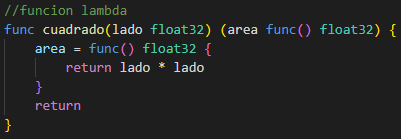 //funcion lambda
func cuadrado(lado float32) (area func() float32) {
    area = func() float32 {
        return lado * lado
    }
    return
}